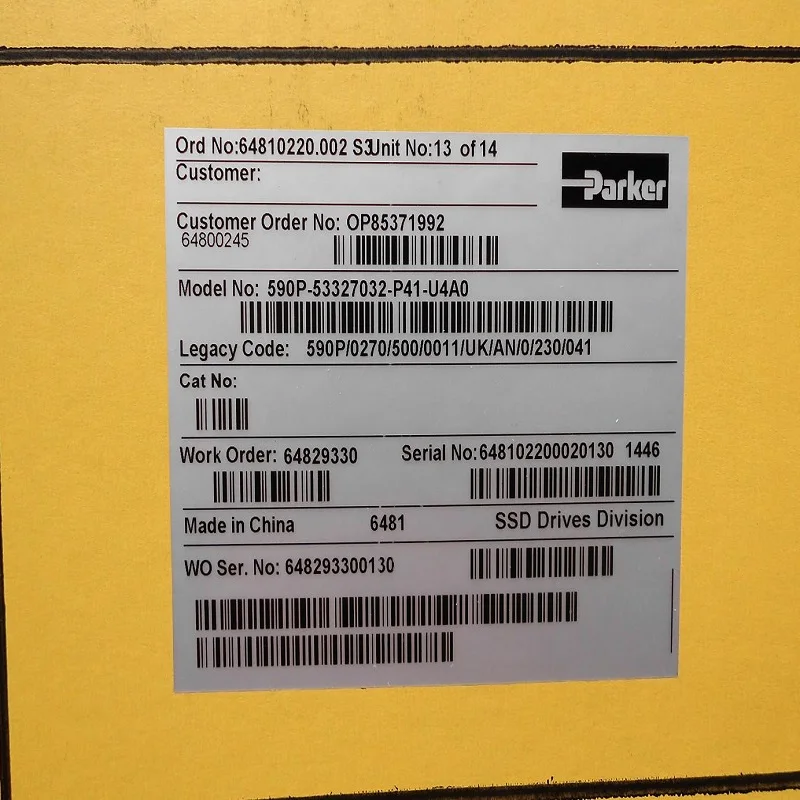 Ord No:64810220.002 S3Unit No:13 of 14
Parker
Customer:
Customer Order No: OP85371992
64800245
Model No: 590P-53327032-P41-U4A0
Legacy Code: 590P/0270/500/0011/UK/AN/0/230/041
Cat No:
Work Order: 64829330 Serial No:648102200020130 1446
Made in China 6481 SSD Drives Division
WO Ser. No: 648293300130